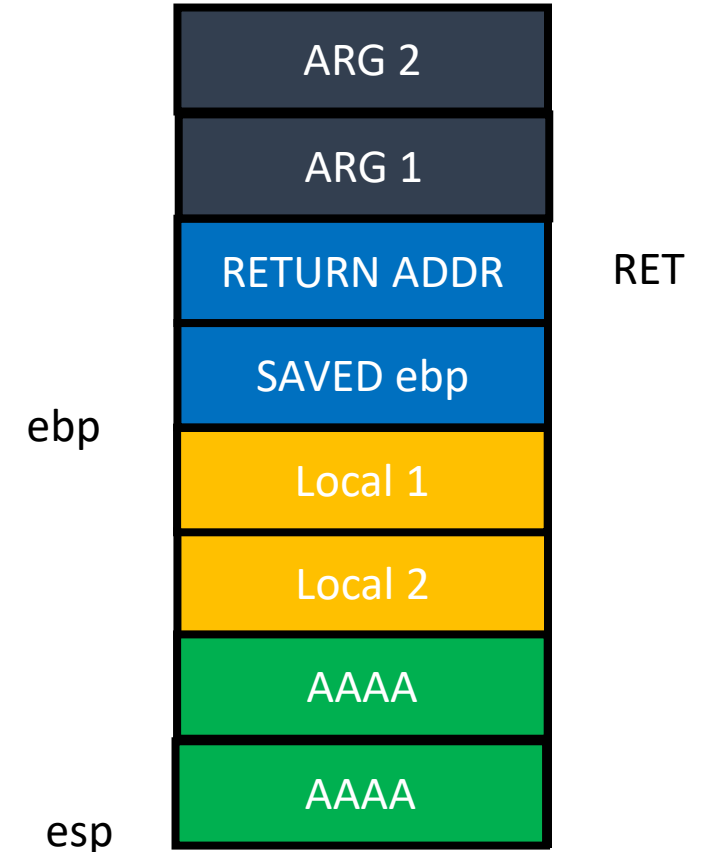 ARG 2
ARG 1
RETURN ADDR
RET
SAVED ebp
ebp
Local 1
Local 2
AAAA
AAAA
esp